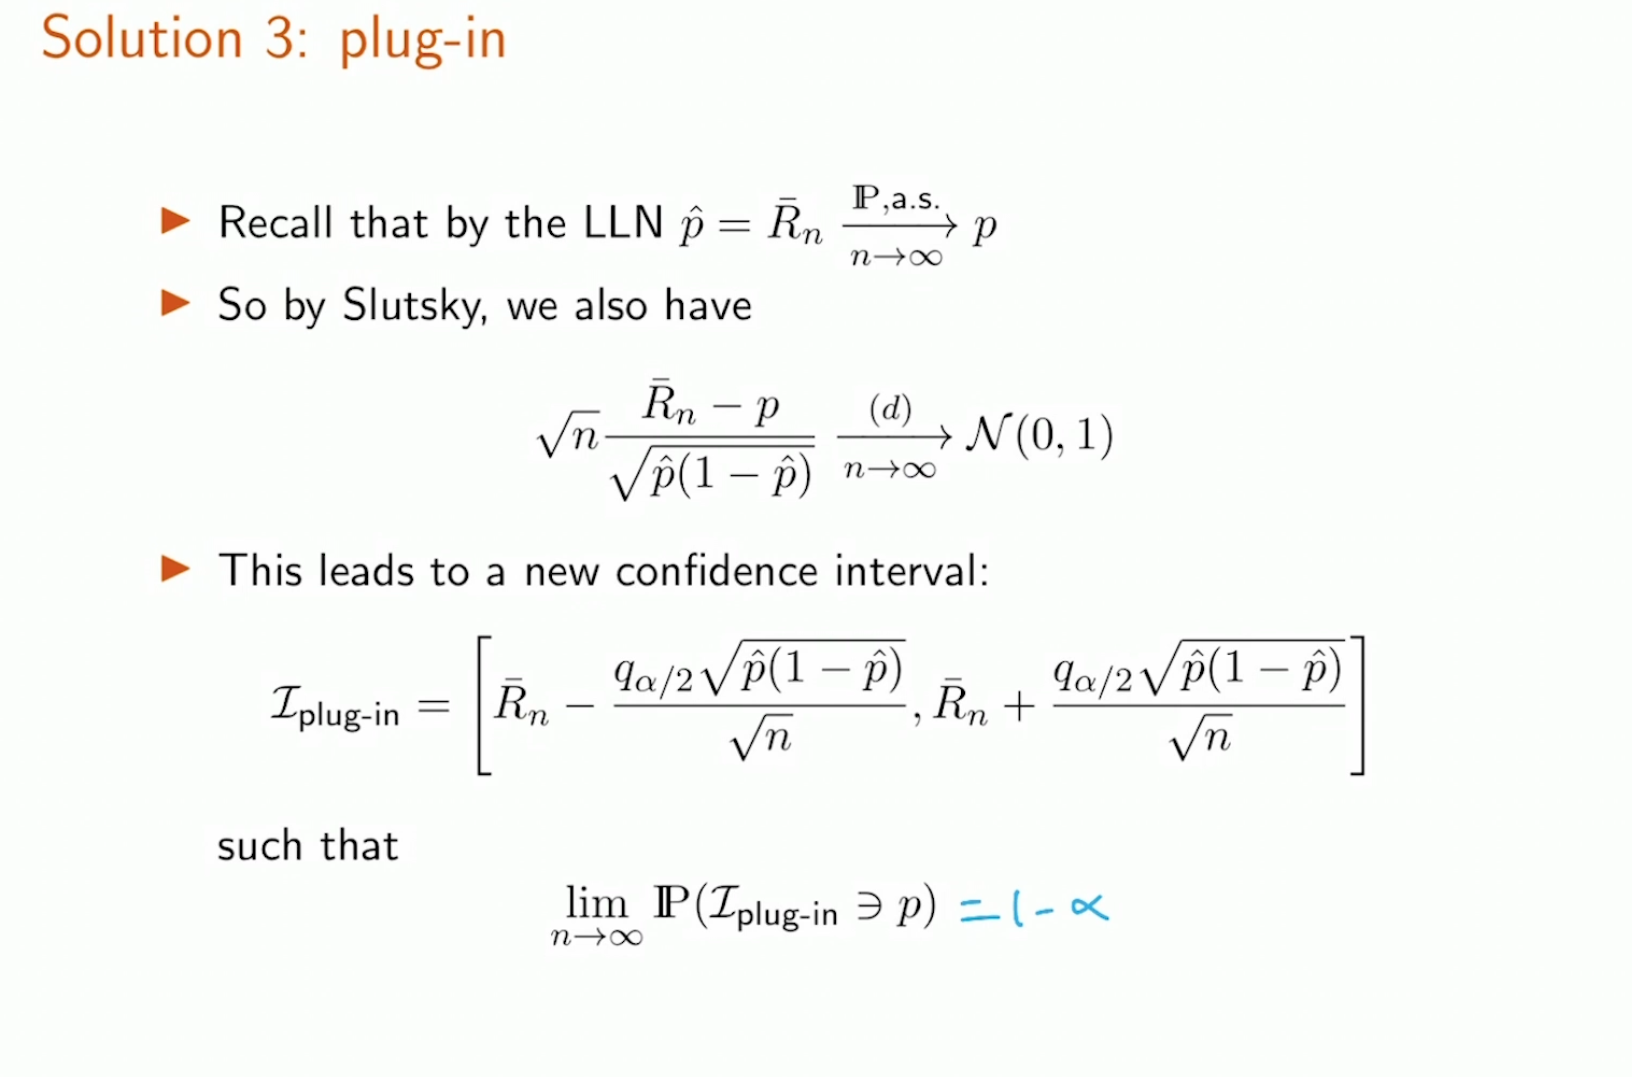 Solution 3: plug-in
▶ Recall that by the LLN $\hat{p} = \bar{R}_n \xrightarrow[n\to\infty]{\mathbb{P},\text{a.s.}} p$
▶ So by Slutsky, we also have
$\sqrt{n}\frac{\bar{R}_n - p}{\sqrt{\hat{p}(1-\hat{p})}} \xrightarrow[n\to\infty]{(d)} \mathcal{N}(0,1)$
▶ This leads to a new confidence interval:
$\mathcal{I}_{\text{plug-in}} = \left[\bar{R}_n - \frac{q_{\alpha/2}\sqrt{\hat{p}(1-\hat{p})}}{\sqrt{n}}, \bar{R}_n + \frac{q_{\alpha/2}\sqrt{\hat{p}(1-\hat{p})}}{\sqrt{n}}\right]$
such that
$\lim_{n\to\infty} \mathbb{P}(\mathcal{I}_{\text{plug-in}} \ni p) = 1 - \alpha$